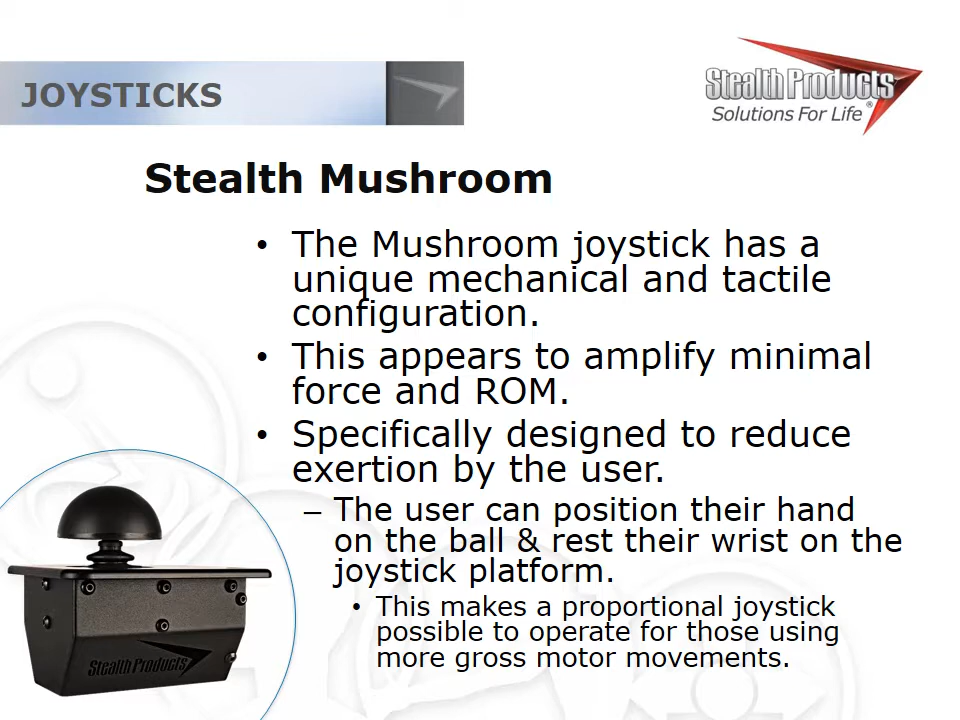 JOYSTICKS
Stealth Products
Solutions For Life®
Stealth Mushroom
• The Mushroom joystick has a
unique mechanical and tactile
configuration.
• This appears to amplify minimal
force and ROM.
• Specifically designed to reduce
exertion by the user.
– The user can position their hand
on the ball & rest their wrist on the
joystick platform.
• This makes a proportional joystick
possible to operate for those using
more gross motor movements.
Stealth Products